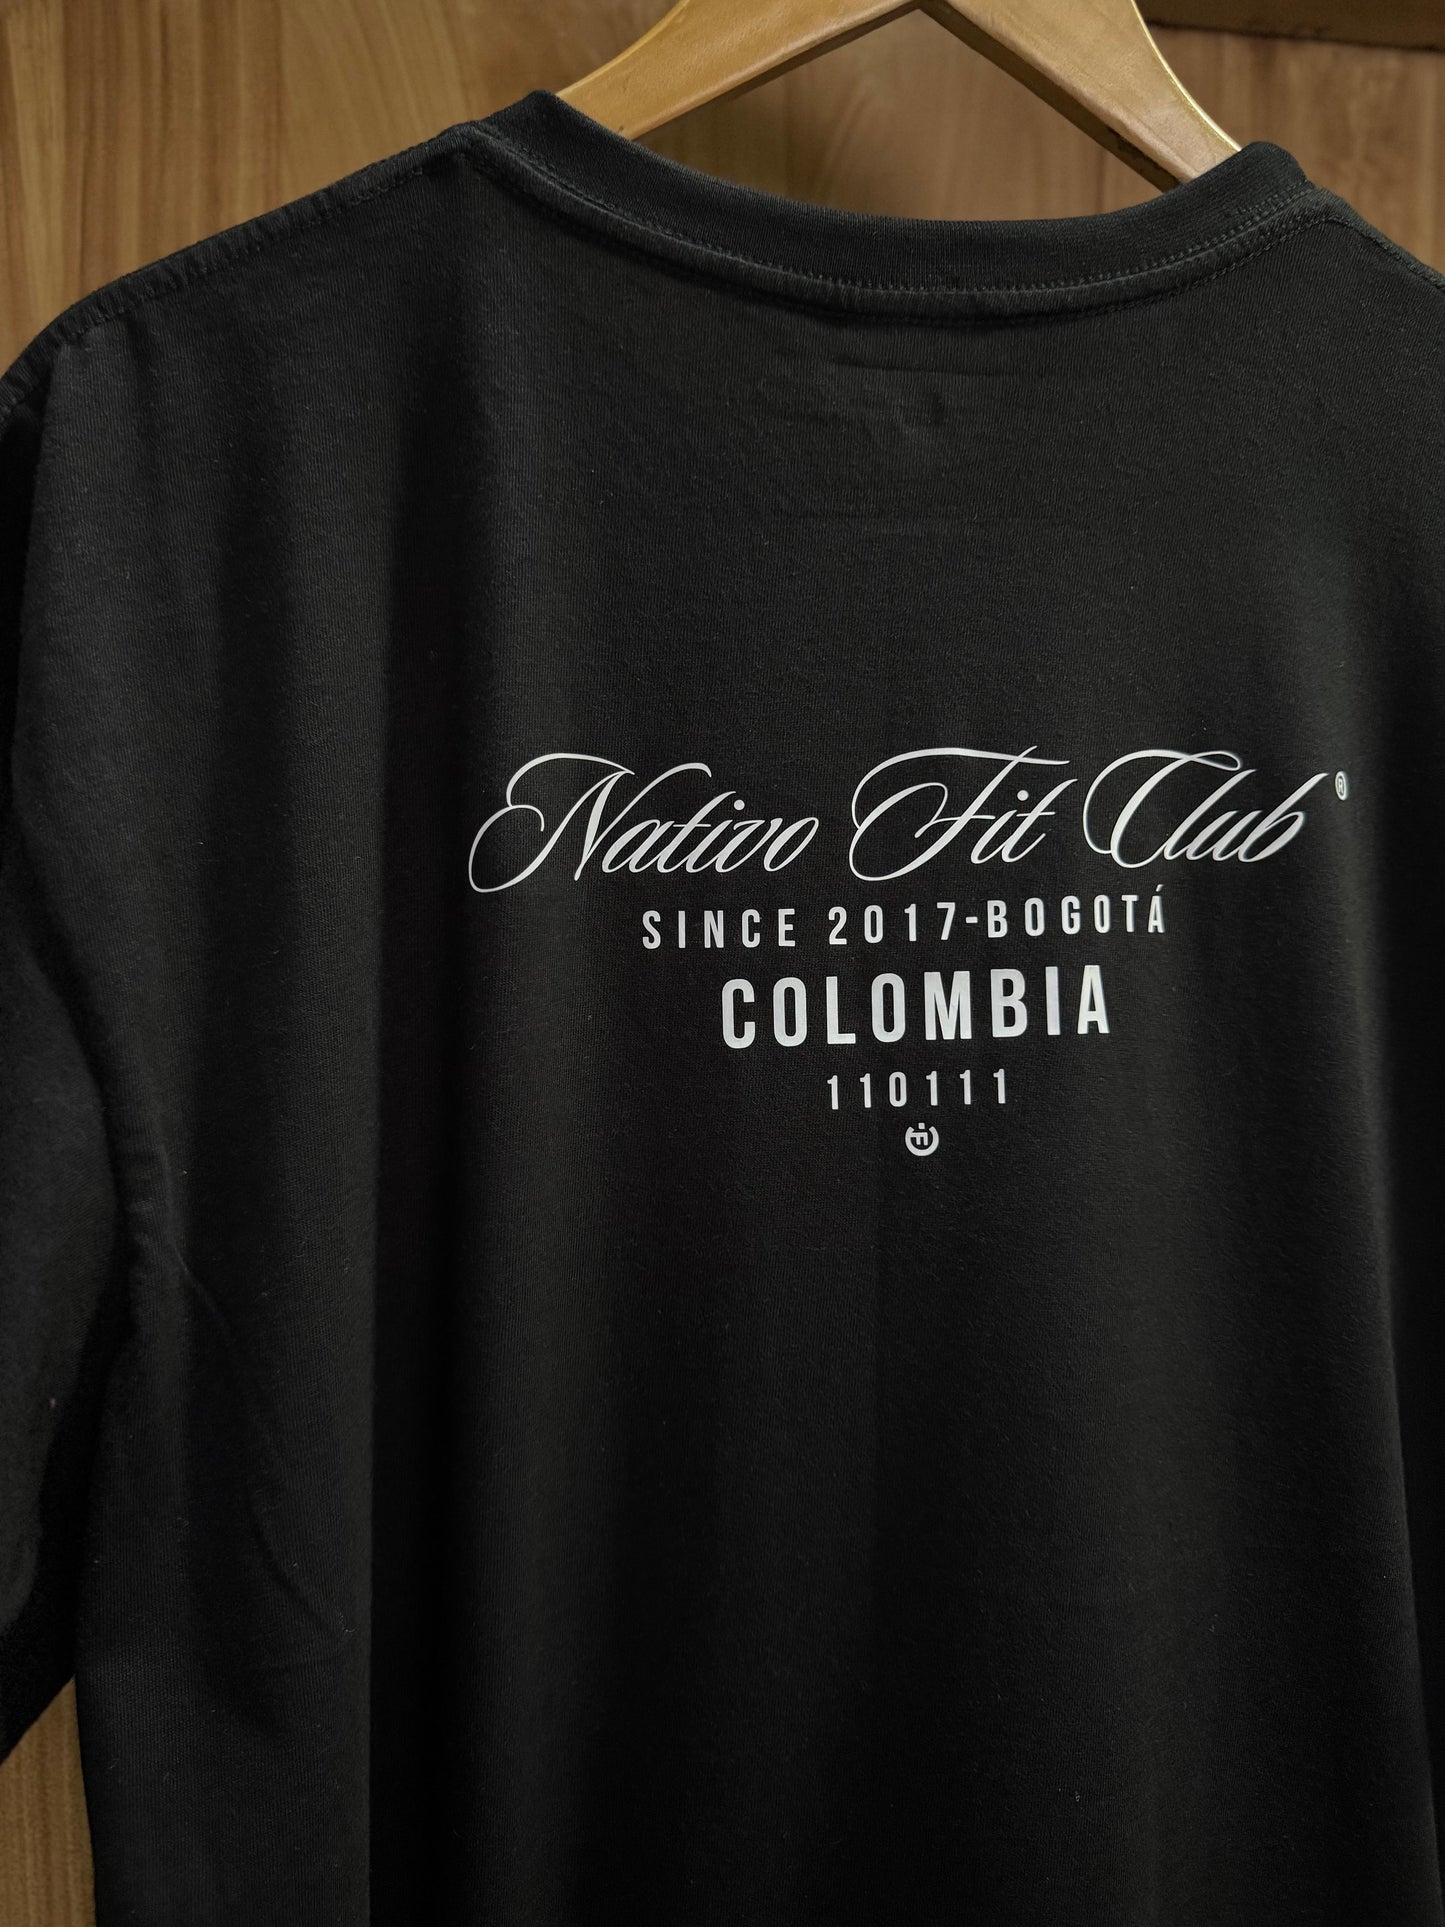 Nativo Fit Club®
SINCE 2017-BOGOTÁ
COLOMBIA
110111